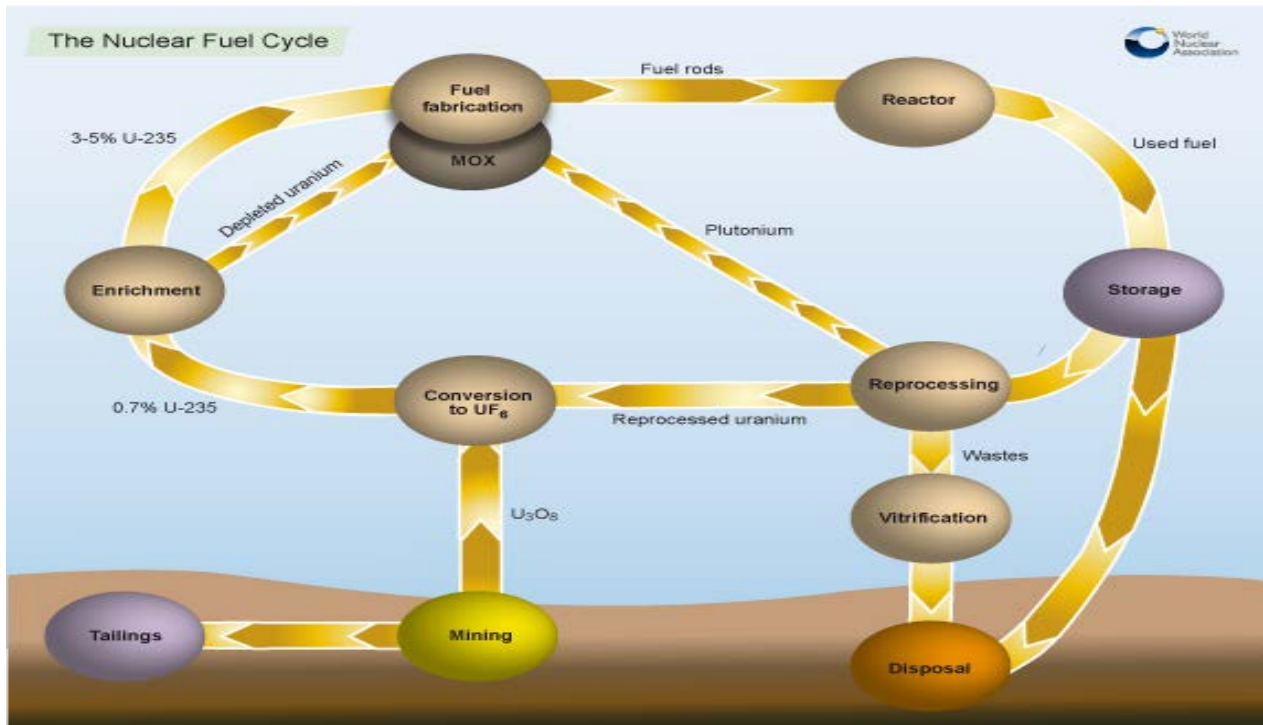 The Nuclear Fuel Cycle
World
Nuclear
Association
Fuel rods
Fuel
fabrication
Reactor
MOX
3-5% U-235
Used fuel
Depleted uranium
Plutonium
Enrichment
Storage
Conversion
to UF₆
Reprocessing
0.7% U-235
Reprocessed uranium
Wastes
U₃O₈
Vitrification
Tailings
Mining
Disposal